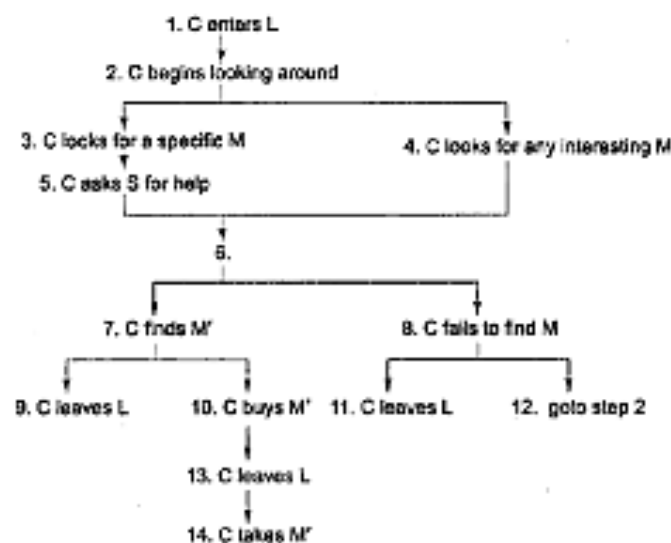 1. C enters L
2. C begins looking around
3. C looks for a specific M
4. C looks for any interesting M
5. C asks S for help
6.
7. C finds M'
8. C fails to find M
9. C leaves L
10. C buys M'
11. C leaves L
12. goto step 2
13. C leaves L
14. C takes M'